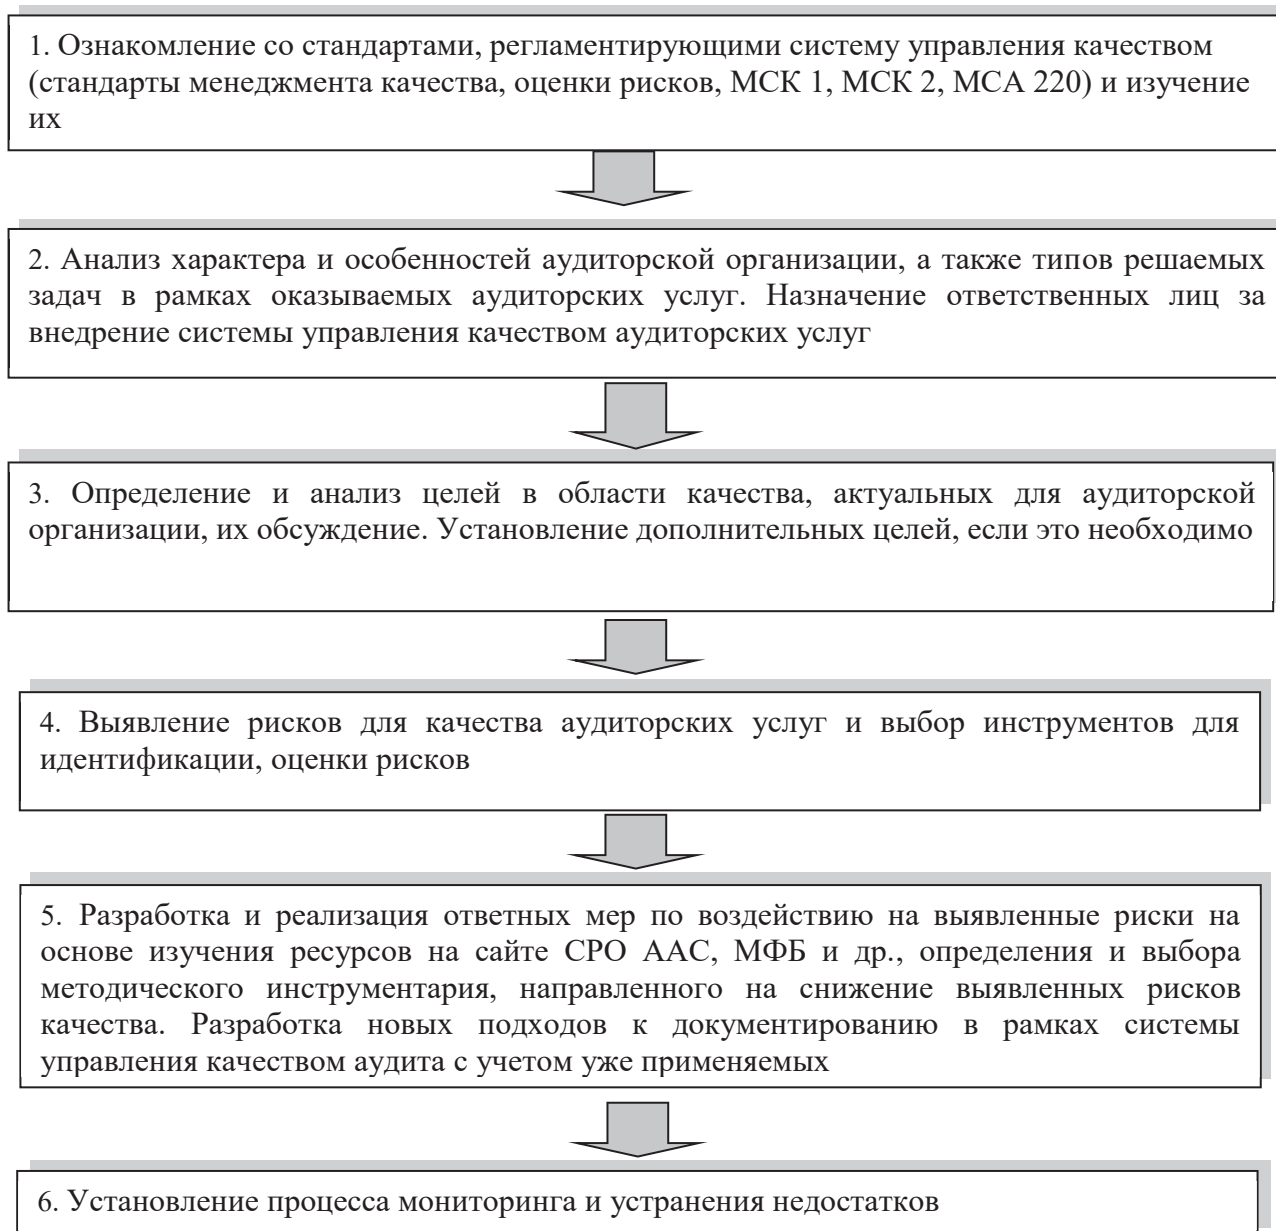 1. Ознакомление со стандартами, регламентирующими систему управления качеством
(стандарты менеджмента качества, оценки рисков, МСК 1, МСК 2, МСА 220) и изучение
их
2. Анализ характера и особенностей аудиторской организации, а также типов решаемых
задач в рамках оказываемых аудиторских услуг. Назначение ответственных лиц за
внедрение системы управления качеством аудиторских услуг
3. Определение и анализ целей в области качества, актуальных для аудиторской
организации, их обсуждение. Установление дополнительных целей, если это необходимо
4. Выявление рисков для качества аудиторских услуг и выбор инструментов для
идентификации, оценки рисков
5. Разработка и реализация ответных мер по воздействию на выявленные риски на
основе изучения ресурсов на сайте СРО ААС, МФБ и др., определения и выбора
методического инструментария, направленного на снижение выявленных рисков
качества. Разработка новых подходов к документированию в рамках системы
управления качеством аудита с учетом уже применяемых
6. Установление процесса мониторинга и устранения недостатков